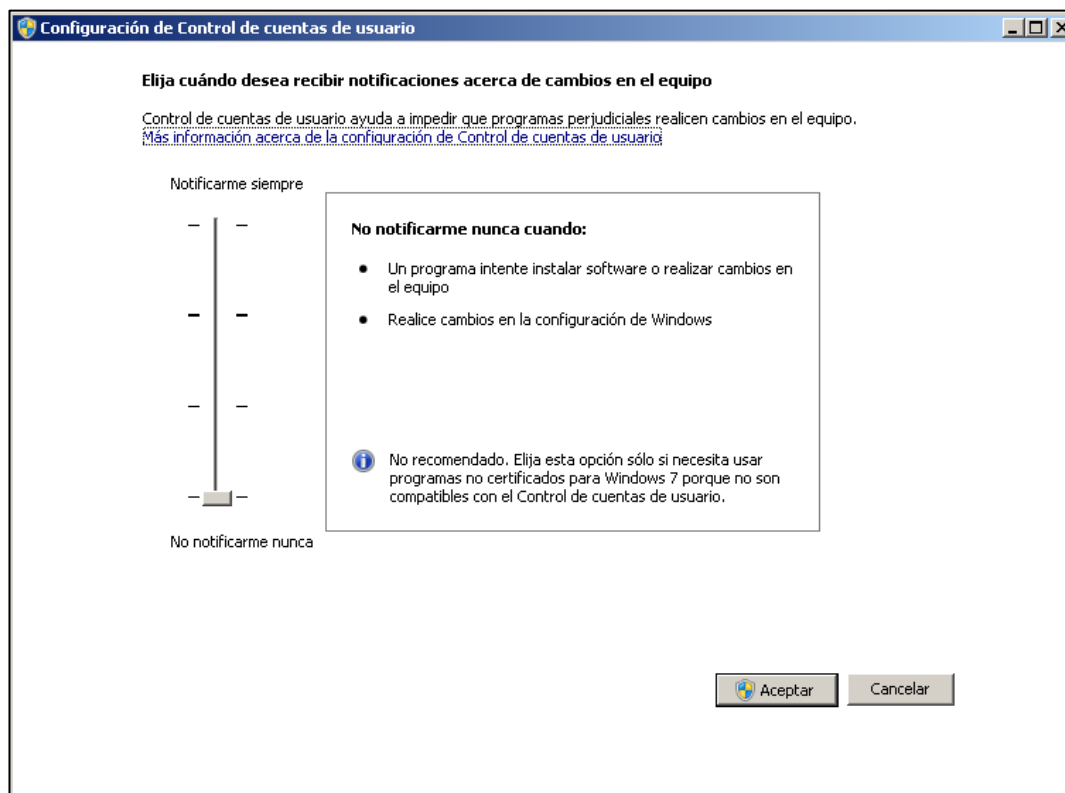 Configuración de Control de cuentas de usuario
Elija cuándo desea recibir notificaciones acerca de cambios en el equipo
Control de cuentas de usuario ayuda a impedir que programas perjudiciales realicen cambios en el equipo.
Más información acerca de la configuración de Control de cuentas de usuario
Notificarme siempre
No notificarme nunca cuando:
Un programa intente instalar software o realizar cambios en
el equipo
Realice cambios en la configuración de Windows
No recomendado. Elija esta opción sólo si necesita usar
programas no certificados para Windows 7 porque no son
compatibles con el Control de cuentas de usuario.
No notificarme nunca
Aceptar Cancelar